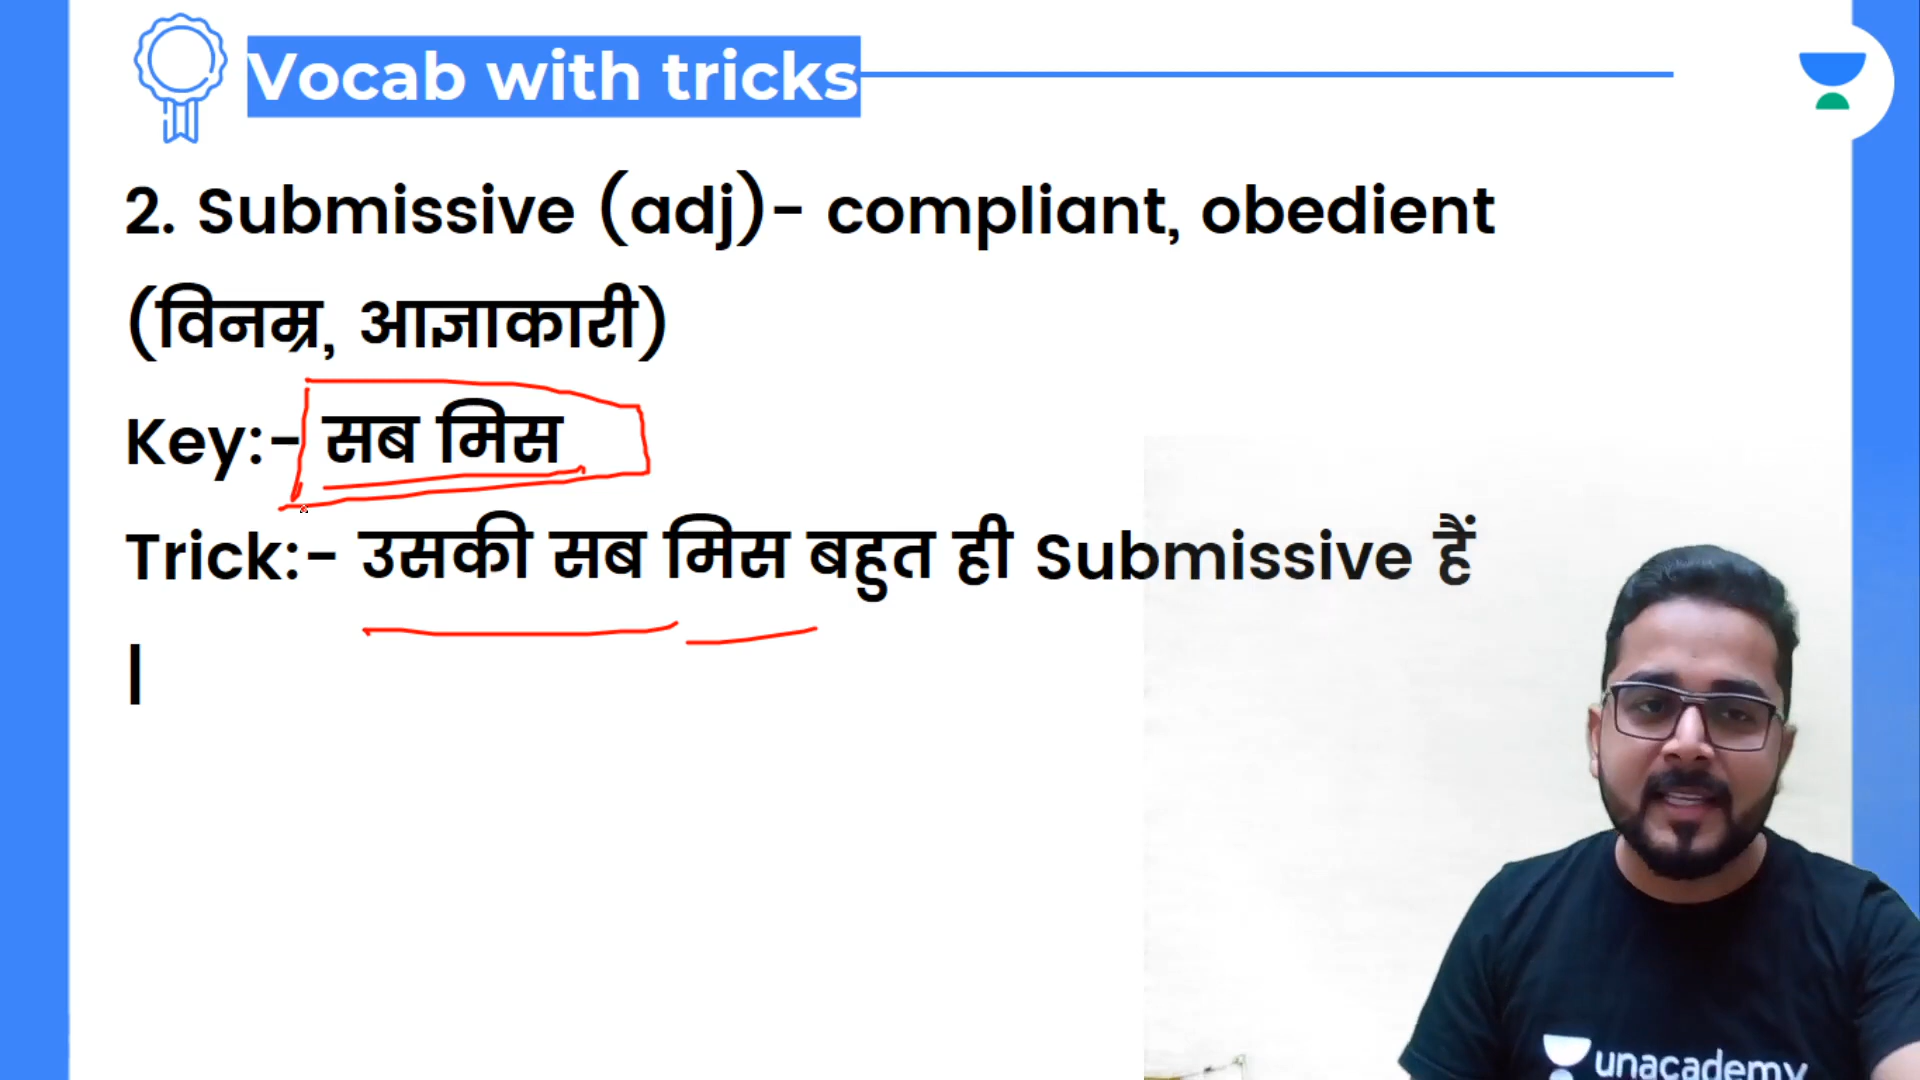 Vocab with tricks
2. Submissive (adj)- compliant, obedient
(विनम्र, आज्ञाकारी)
Key:- सब मिस
Trick:- उसकी सब मिस बहुत ही Submissive हैं
|
unacademy